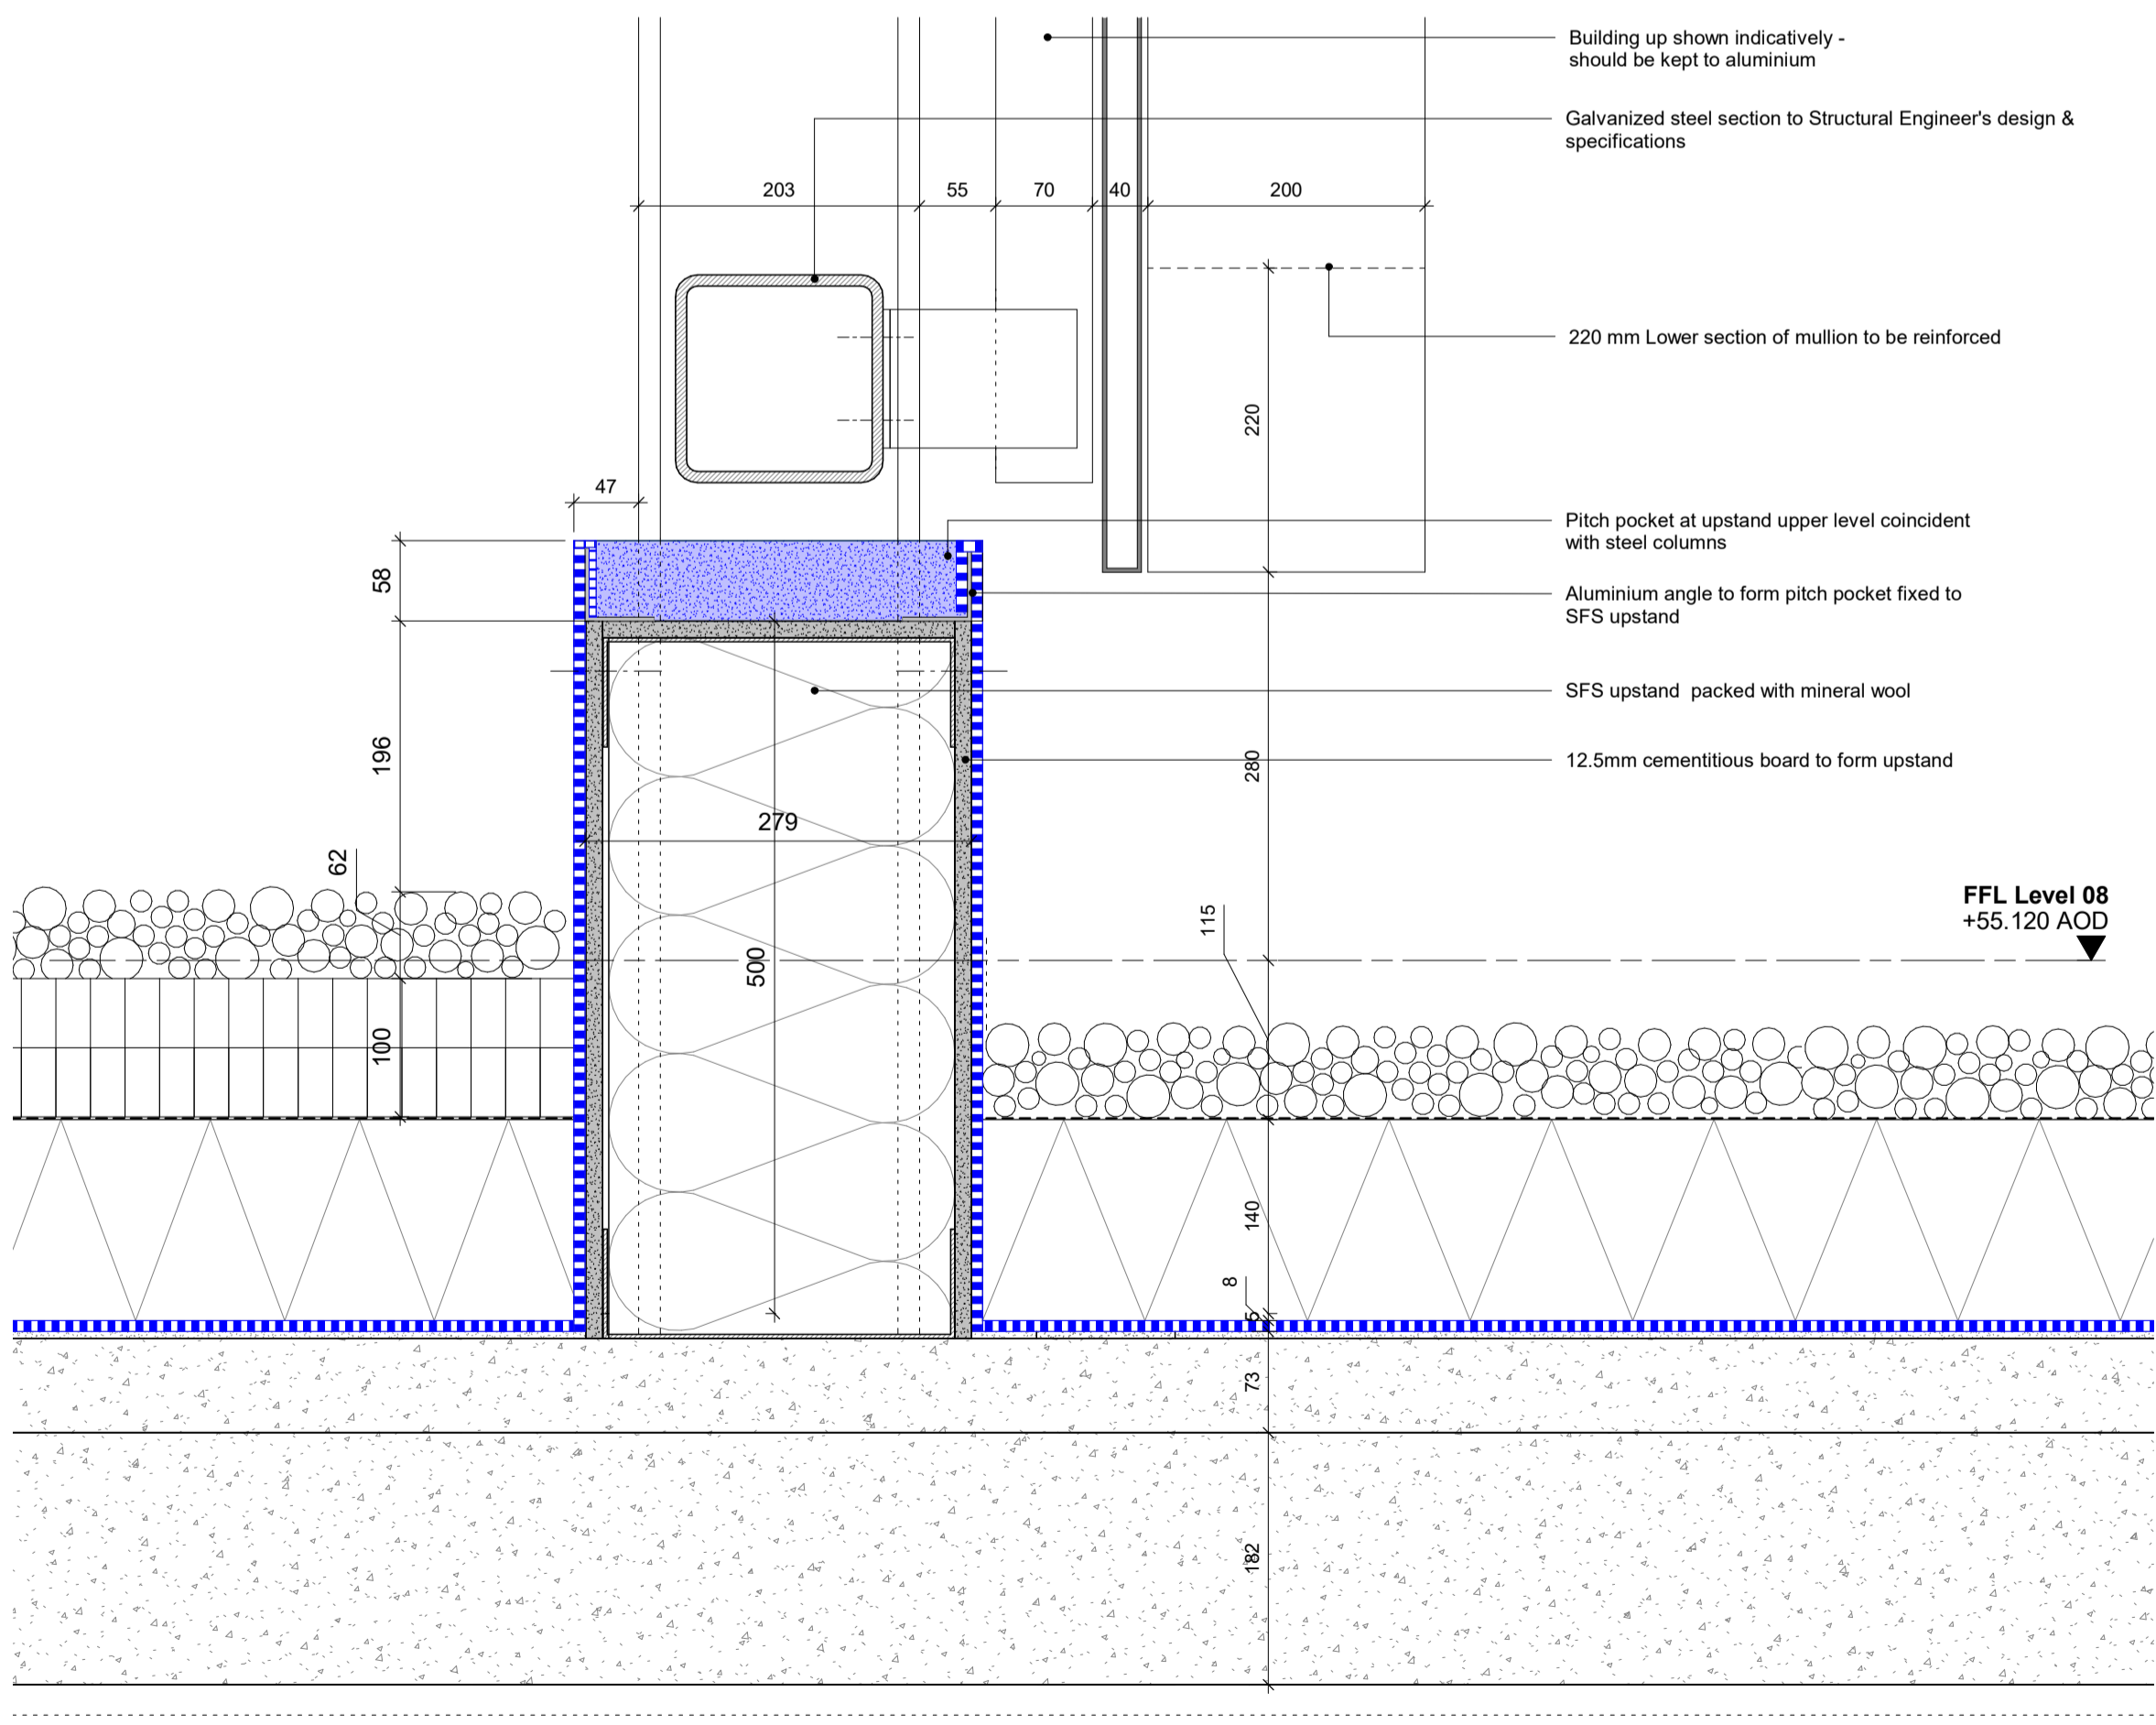 Building up shown indicatively -
should be kept to aluminium
Galvanized steel section to Structural Engineer's design &
specifications
203
55
70
40
200
220 mm Lower section of mullion to be reinforced
220
47
Pitch pocket at upstand upper level coincident
with steel columns
58
Aluminium angle to form pitch pocket fixed to
SFS upstand
SFS upstand packed with mineral wool
196
280
12.5mm cementitious board to form upstand
279
62
FFL Level 08
+55.120 AOD
115
500
100
140
8
6
73
182